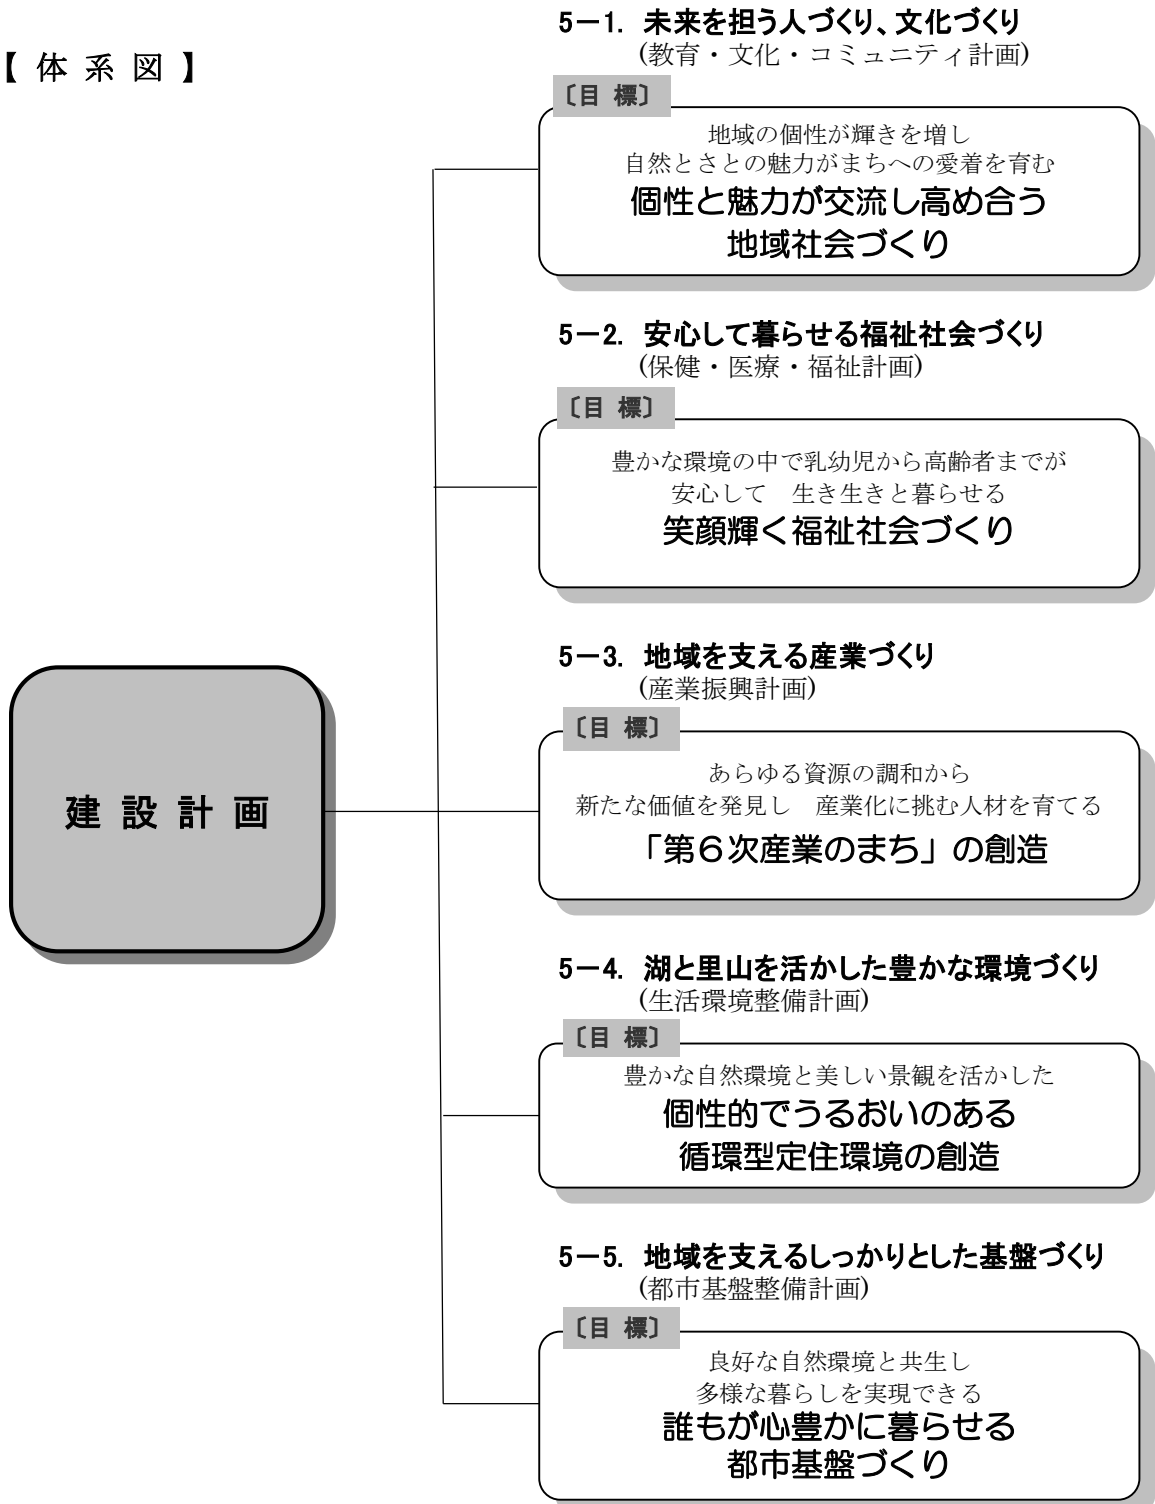 【 体 系 図 】
5－1. 未来を担う人づくり、文化づくり
(教育・文化・コミュニティ計画)
〔目 標〕
地域の個性が輝きを増し
自然とさとの魅力がまちへの愛着を育む
個性と魅力が交流し高め合う
地域社会づくり
5－2. 安心して暮らせる福祉社会づくり
(保健・医療・福祉計画)
〔目 標〕
豊かな環境の中で乳幼児から高齢者までが
安心して　生き生きと暮らせる
笑顔輝く福祉社会づくり
建 設 計 画
5－3. 地域を支える産業づくり
(産業振興計画)
〔目 標〕
あらゆる資源の調和から
新たな価値を発見し　産業化に挑む人材を育てる
「第６次産業のまち」の創造
5－4. 湖と里山を活かした豊かな環境づくり
(生活環境整備計画)
〔目 標〕
豊かな自然環境と美しい景観を活かした
個性的でうるおいのある
循環型定住環境の創造
5－5. 地域を支えるしっかりとした基盤づくり
(都市基盤整備計画)
〔目 標〕
良好な自然環境と共生し
多様な暮らしを実現できる
誰もが心豊かに暮らせる
都市基盤づくり